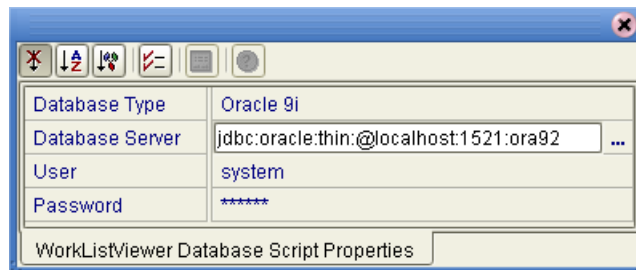 Database Type Oracle 9i
Database Server jdbc:oracle:thin:@localhost:1521:ora92 ...
User system
Password ******
WorkListViewer Database Script Properties